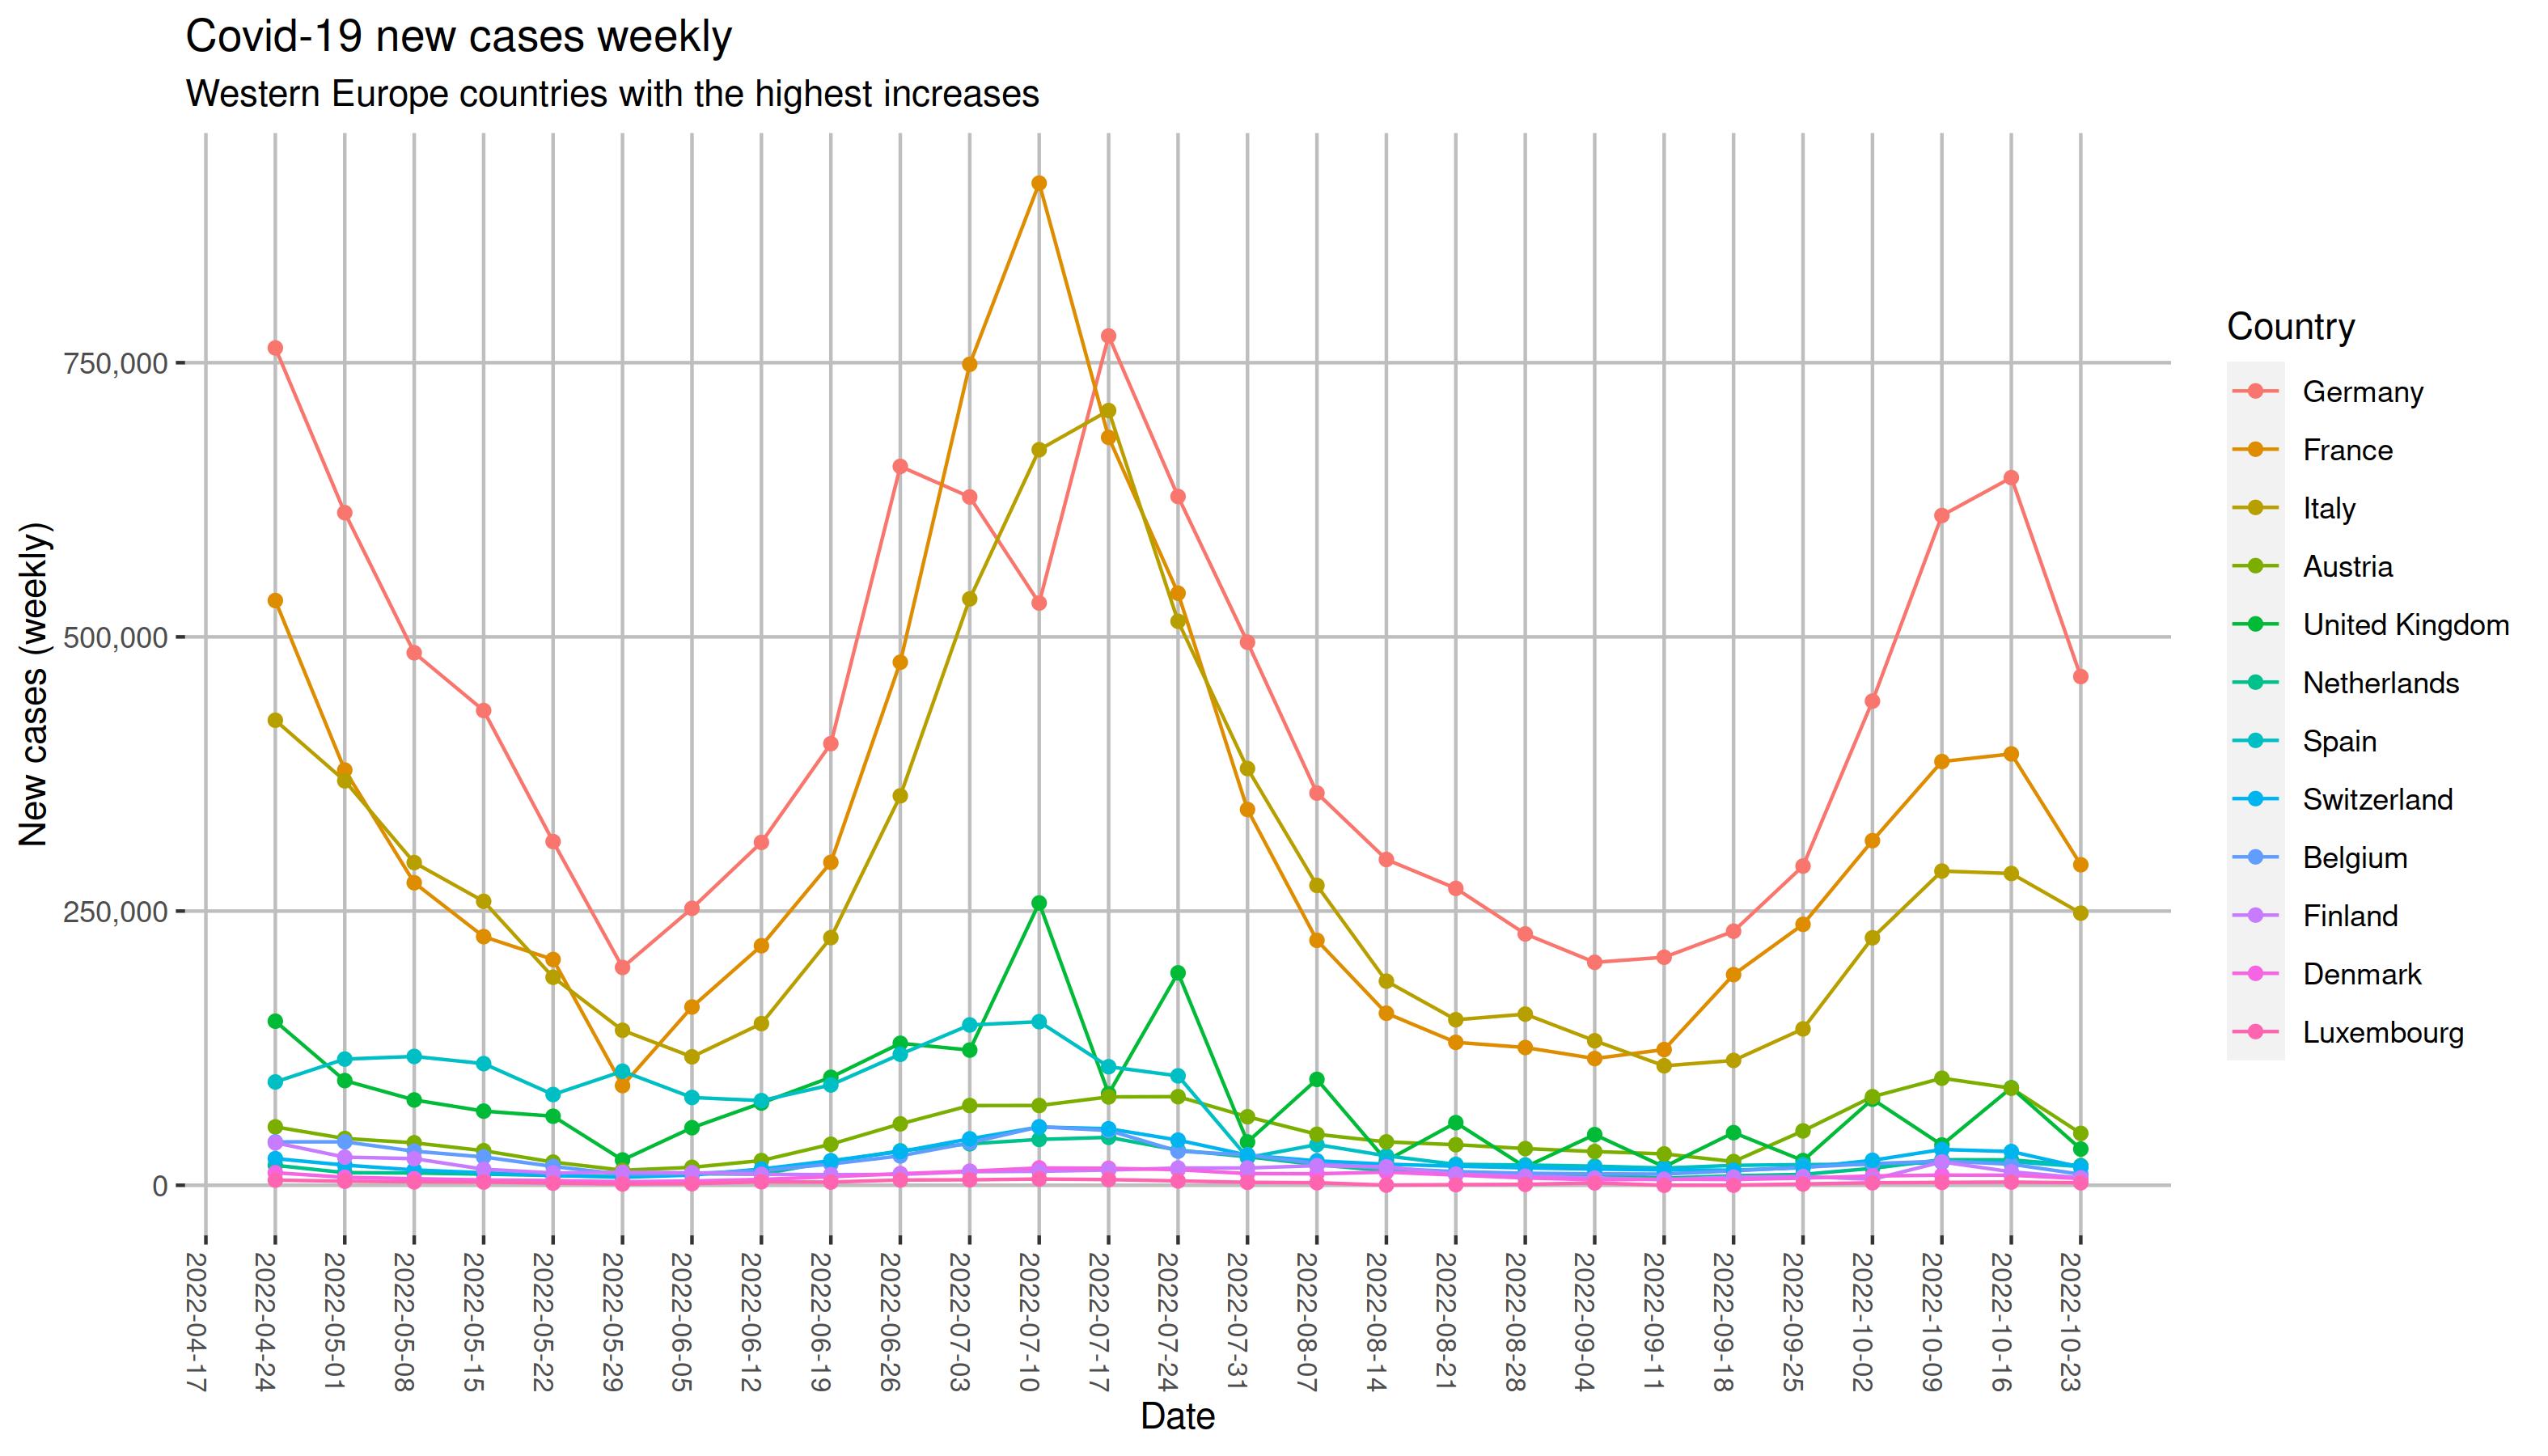 Covid-19 new cases weekly
Western Europe countries with the highest increases
New cases (weekly)
750,000
500,000
250,000
0
2022-04-17
2022-04-24
2022-05-01
2022-05-08
2022-05-15
2022-05-22
2022-05-29
2022-06-05
2022-06-12
2022-06-19
2022-06-26
2022-07-03
2022-07-10
2022-07-17
2022-07-24
2022-07-31
2022-08-07
2022-08-14
2022-08-21
2022-08-28
2022-09-04
2022-09-11
2022-09-18
2022-09-25
2022-10-02
2022-10-09
2022-10-16
2022-10-23
Date
Country
Germany
France
Italy
Austria
United Kingdom
Netherlands
Spain
Switzerland
Belgium
Finland
Denmark
Luxembourg